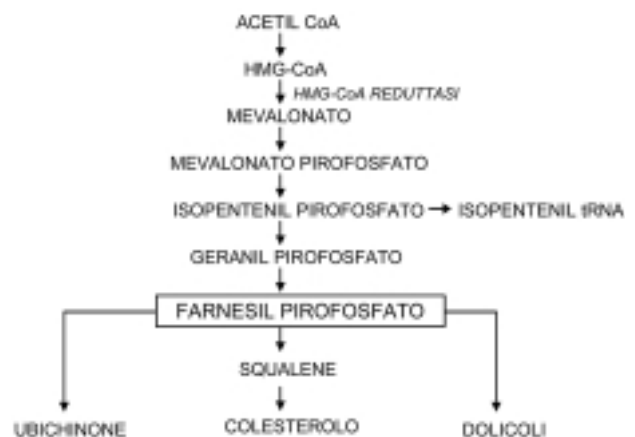 ACETIL CoA
HMG-CoA
HMG-CoA REDUTTASI
MEVALONATO
MEVALONATO PIROFOSFATO
ISOPENTENIL PIROFOSFATO ISOPENTENIL tRNA
GERANIL PIROFOSFATO
FARNESIL PIROFOSFATO
SQUALENE
UBICHINONE COLESTEROLO DOLICOLI